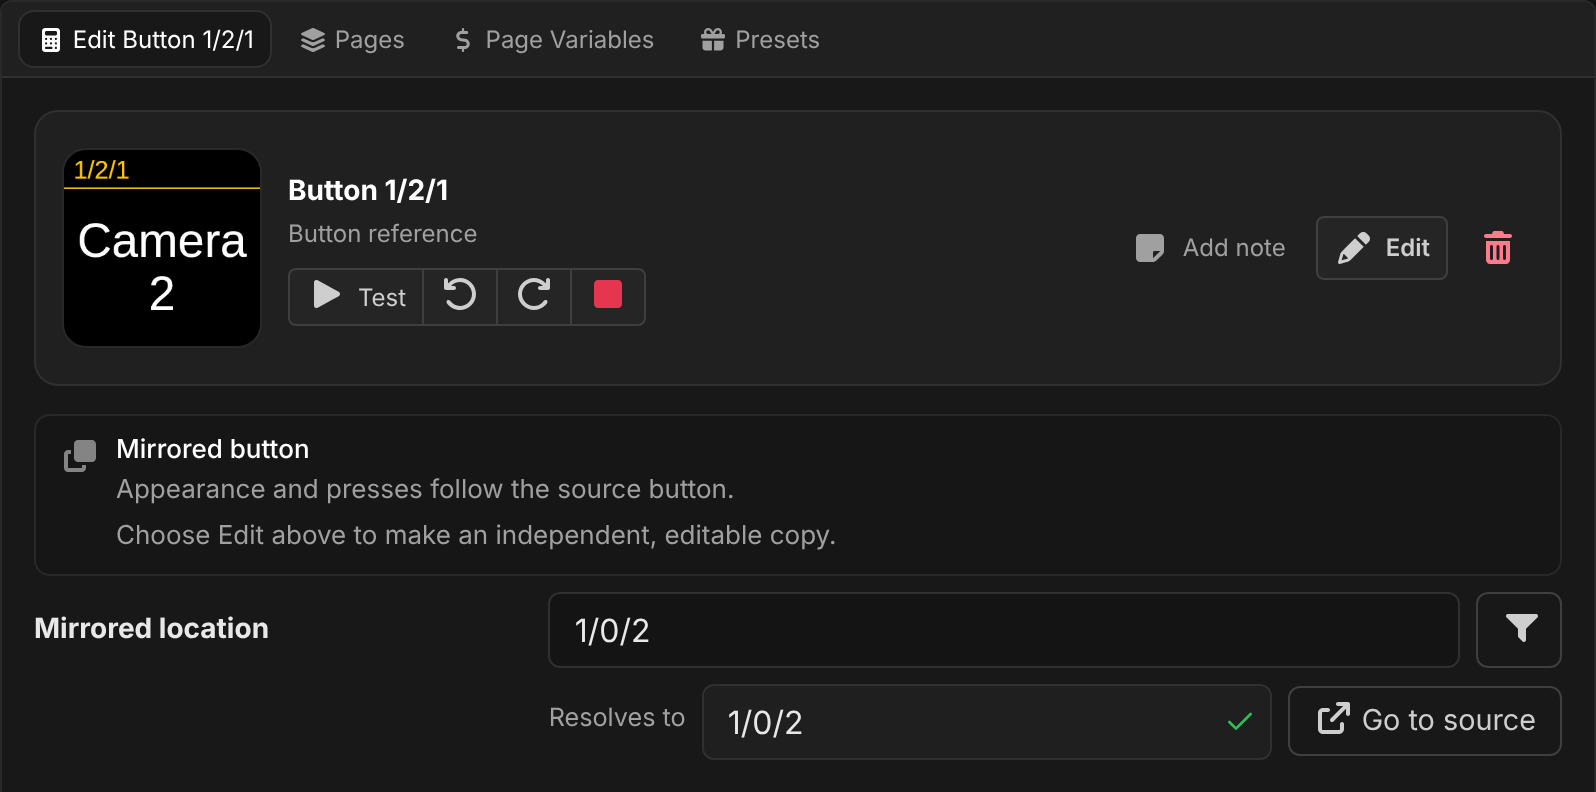 Edit Button 1/2/1
Pages
Page Variables
Presets
1/2/1
Camera
2
Button 1/2/1
Button reference
Test
Add note
Edit
Mirrored button
Appearance and presses follow the source button.
Choose Edit above to make an independent, editable copy.
Mirrored location
1/0/2
Resolves to
1/0/2
Go to source